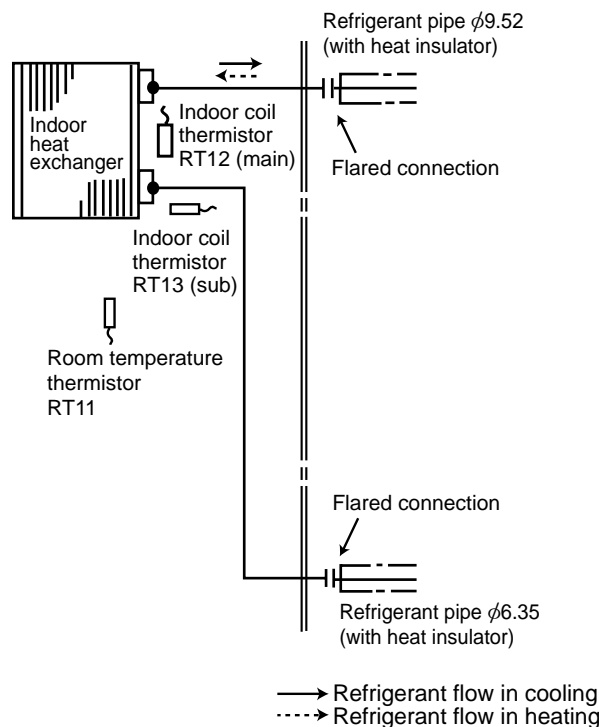 Refrigerant pipe ϕ9.52
(with heat insulator)
Indoor
heat
exchanger
Indoor coil
thermistor
RT12 (main)
Flared connection
Indoor coil
thermistor
RT13 (sub)
Room temperature
thermistor
RT11
Flared connection
Refrigerant pipe ϕ6.35
(with heat insulator)
Refrigerant flow in cooling
Refrigerant flow in heating